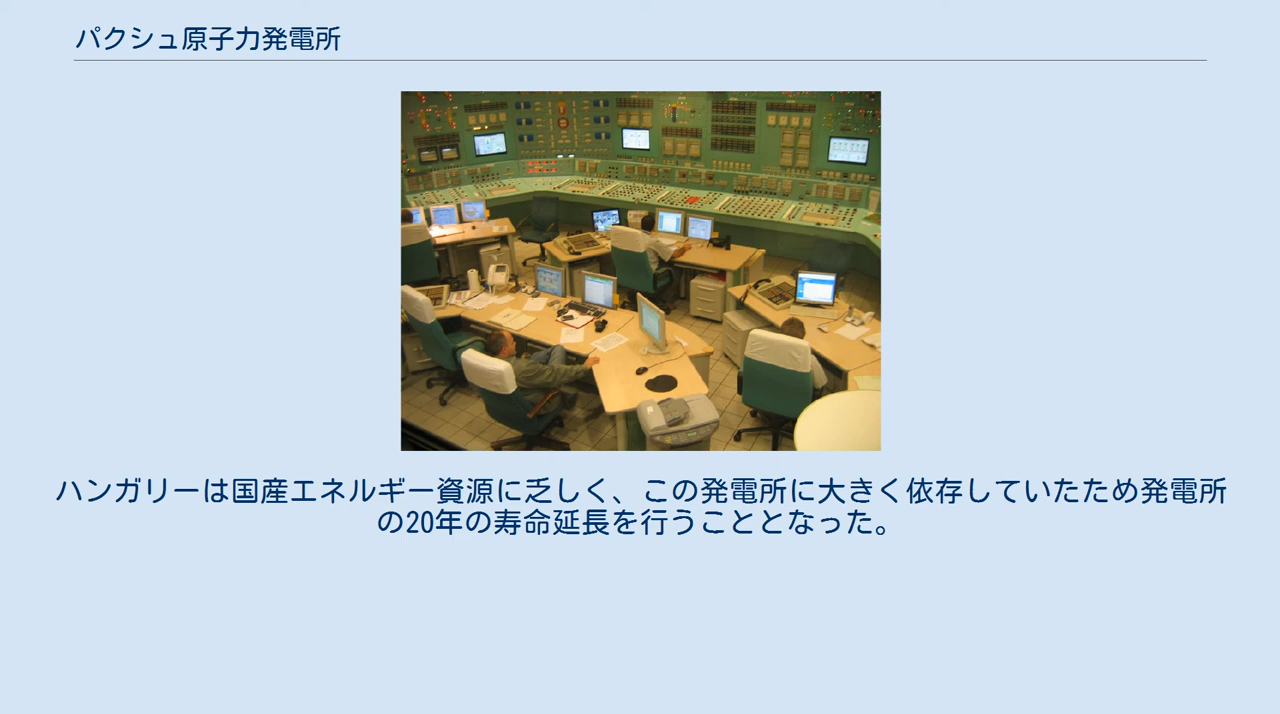 パクシュ原子力発電所
ハンガリーは国産エネルギー資源に乏しく、この発電所に大きく依存していたため発電所
の20年の寿命延長を行うこととなった。